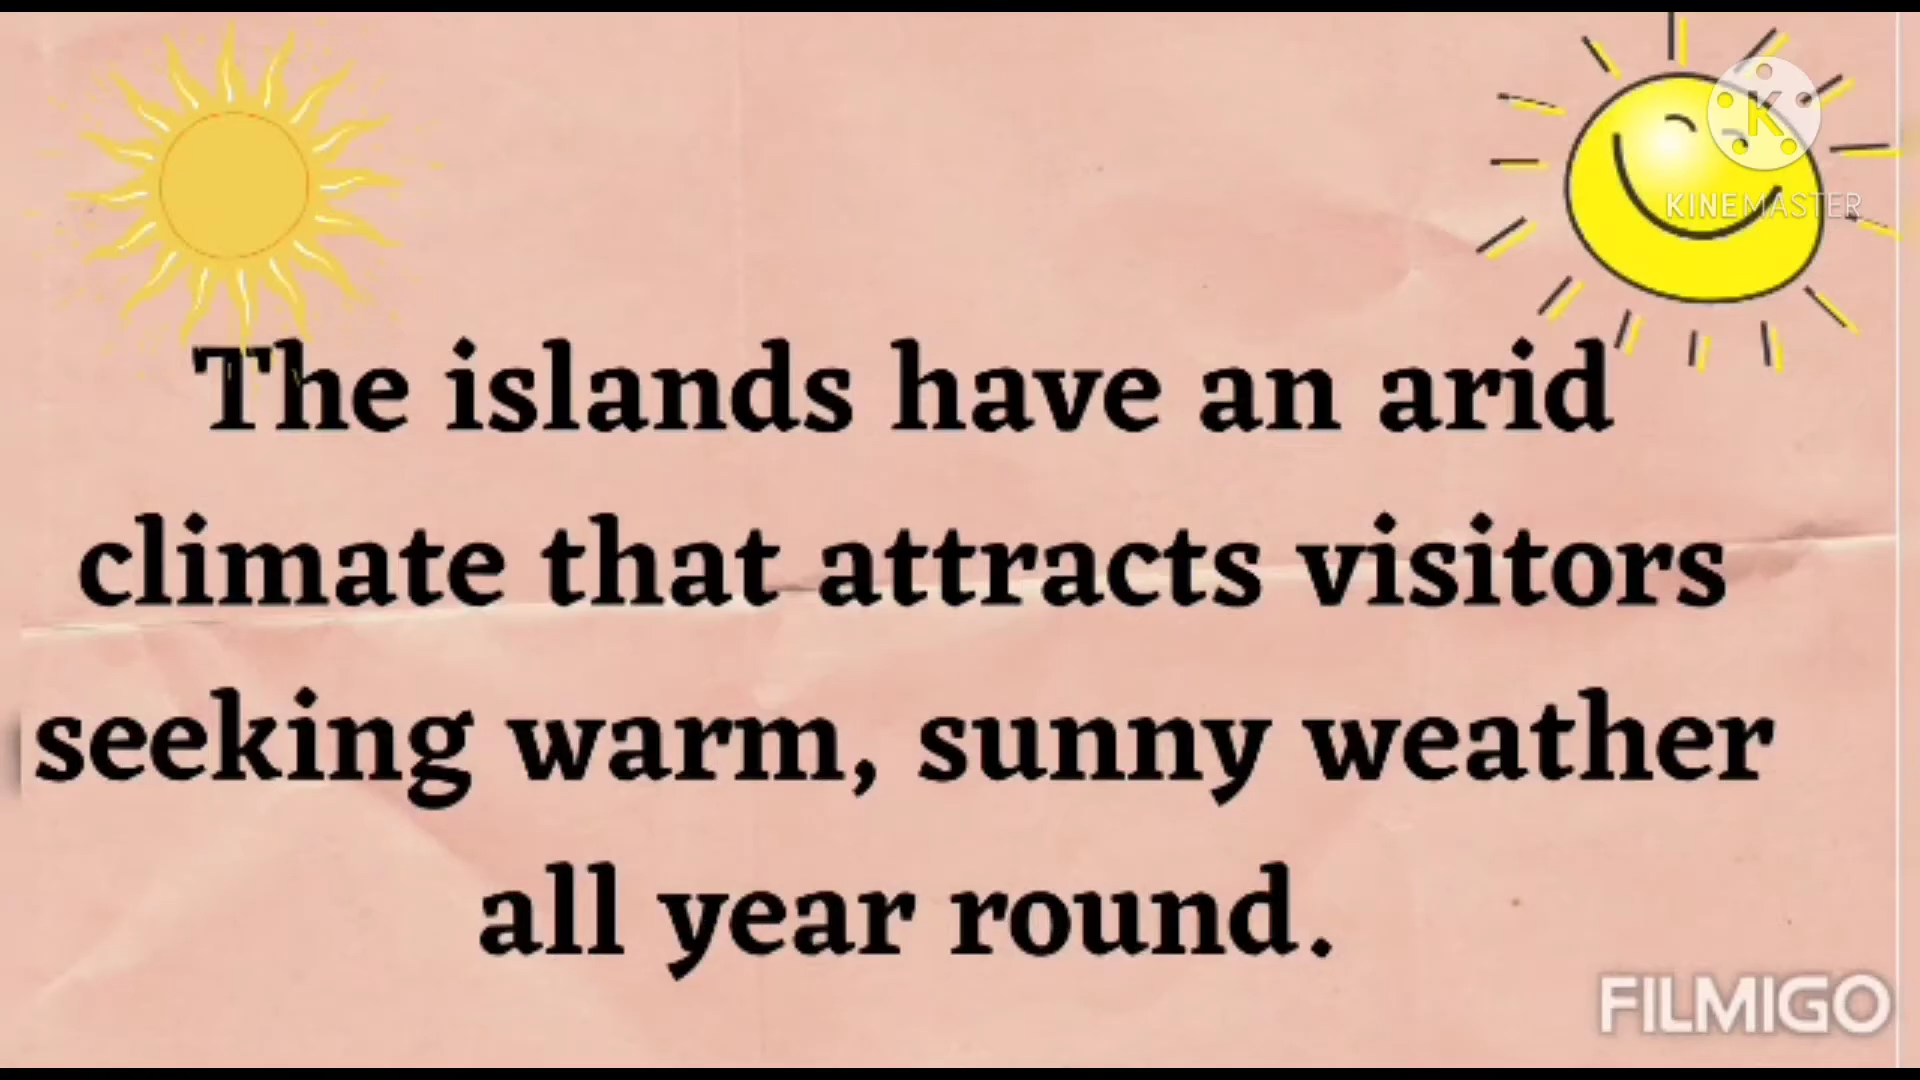 K
KINEMASTER
The islands have an arid
climate that attracts visitors
seeking warm, sunny weather
all year round.
FILMIGO